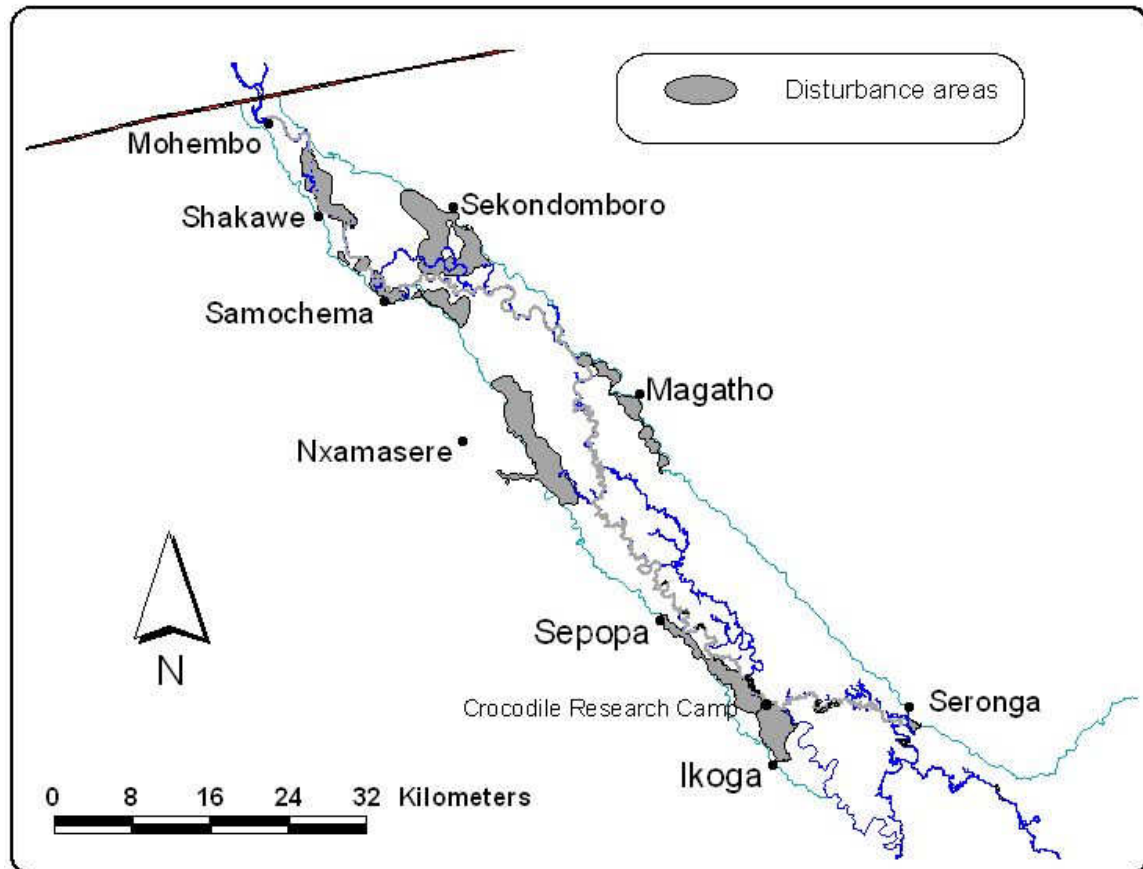 Disturbance areas
Mohembo
Sekondomboro
Shakawe
Samochema
Magatho
Nxamasere
Sepopa
N
Crocodile Research Camp
Seronga
Ikoga
0 8 16 24 32 Kilometers